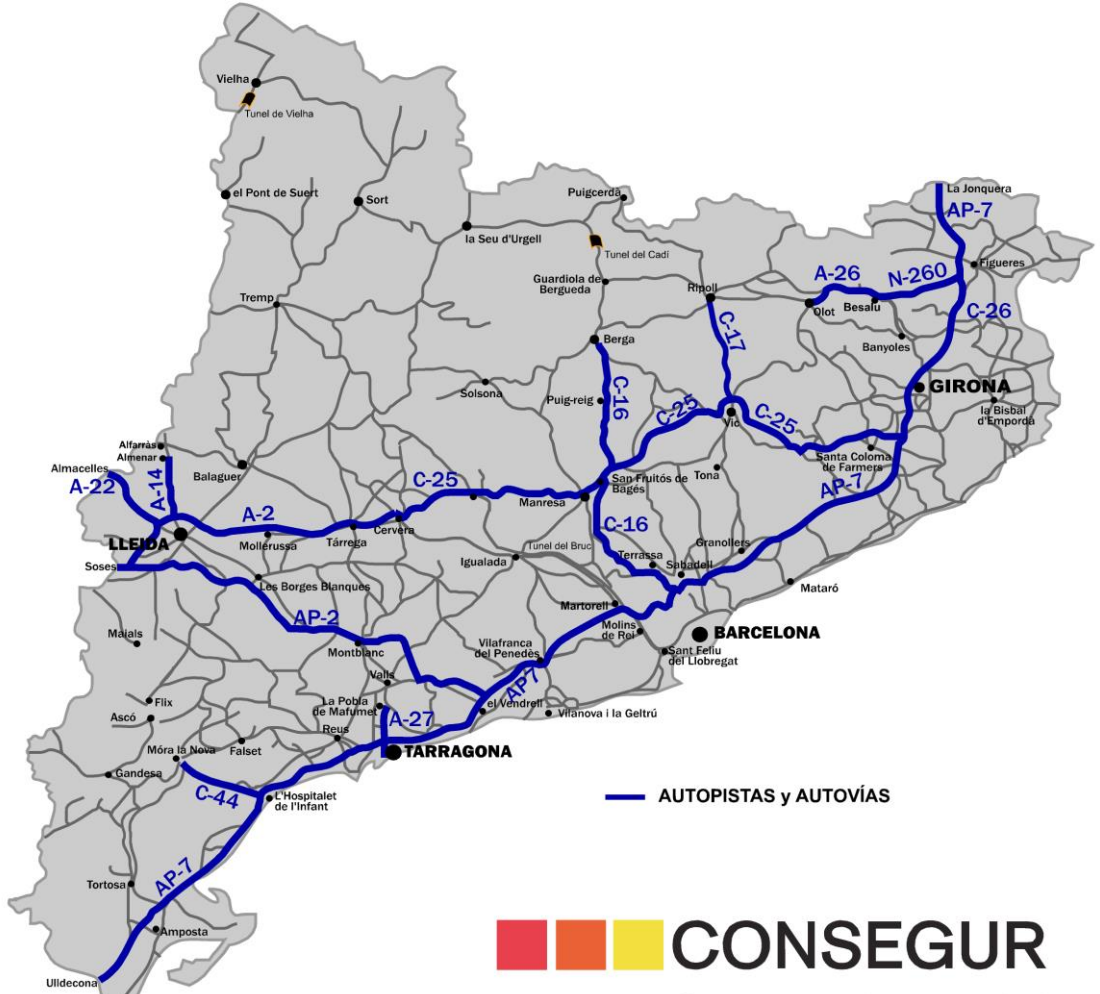 Vielha
Tunel de Vielha
el Pont de Suert
Sort
Puigcerdà
la Seu d'Urgell
Tunel del Cadí
La Jonquera
AP-7
Figueres
A-26
N-260
Guardiola de
Bergueda
Ripoll
Tremp
Olot
Besalú
C-26
Banyoles
Berga
C-17
GIRONA
Solsona
Puig-reig
C-16
C-25
C-25
Vic
la Bisbal
d'Empordà
Alfarràs
Almenar
Almacelles
A-22
A-14
Balaguer
C-25
Santa Coloma
de Farners
San Fruitós de
Bagés
Tona
AP-7
Manresa
A-2
Cervera
C-16
LLEIDA
Mollerussa
Tárrega
Tunel del Bruc
Granollers
Igualada
Terrassa
Sabadell
Soses
Les Borges Blanques
Mataró
Martorell
AP-2
Molins
de Rei
BARCELONA
Maials
Montblanc
Vilafranca
del Penedès
Sant Feliu
del Llobregat
Valls
AP7
Flix
La Pobla
de Mafumet
el Vendrell
Vilanova i la Geltrú
Ascó
A-27
Reus
Móra la Nova
Falset
TARRAGONA
Gandesa
C-44
L'Hospitalet
de l'Infant
AUTOPISTAS y AUTOVÍAS
AP-7
Tortosa
Amposta
CONSEGUR
Ulldecona